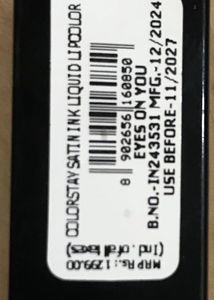 COLORSTAY SATIN INK LIQUID LIPCOLOR
8 902656 160850
EYES ON YOU
B.NO.-IN243531 MFG.-12/2024
USE BEFORE-11/2027
MRP Rs.: 1299.00
(Incl. of all taxes)